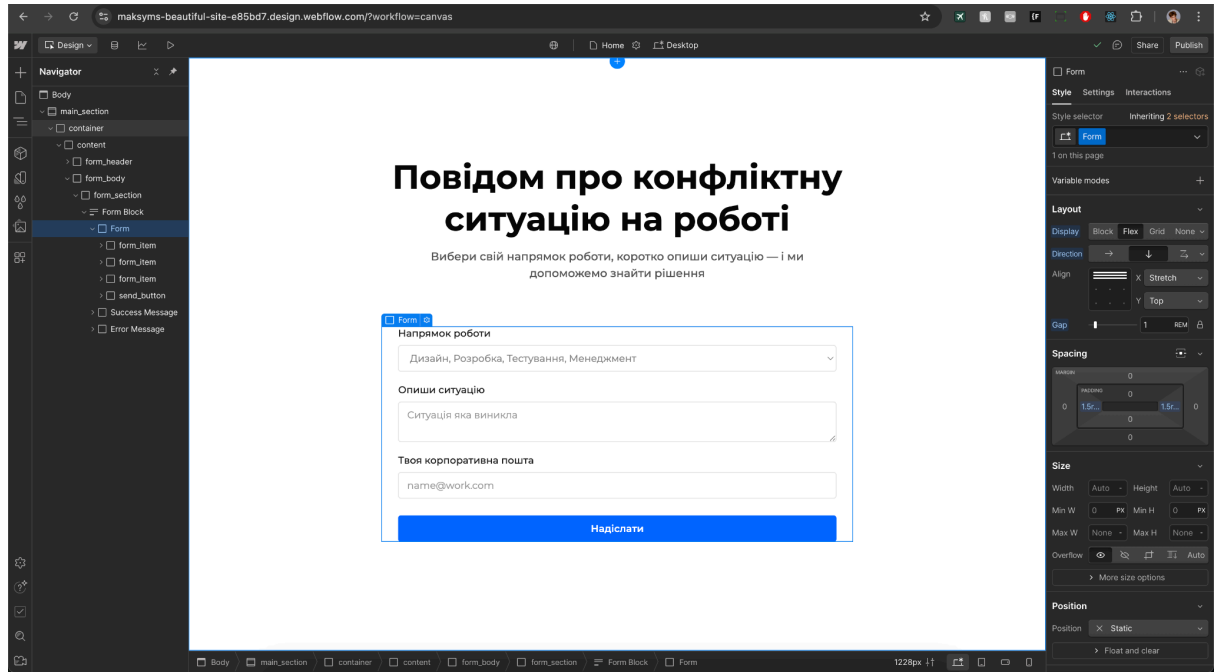 maksyms-beautiful-site-e85bd7.design.webflow.com/?workflow=canvas
Design
Home
Desktop
Share
Publish
Navigator
Body
main_section
container
content
form_header
form_body
form_section
Form Block
Form
form_item
form_item
form_item
send_button
Success Message
Error Message
Повідом про конфліктну
ситуацію на роботі
Вибери свій напрямок роботи, коротко опиши ситуацію — і ми
допоможемо знайти рішення
Form
Напрямок роботи
Дизайн, Розробка, Тестування, Менеджмент
Опиши ситуацію
Ситуація яка виникла
Твоя корпоративна пошта
name@work.com
Надіслати
Form
Style Settings Interactions
Style selector Inheriting 2 selectors
Form
1 on this page
Variable modes
Layout
Display Block Flex Grid None
Direction
Align X Stretch
Y Top
Gap 1 REM
Spacing
MARGIN
0
PADDING
0
0 1.5r... 1.5r... 0
0
0
Size
Width Auto - Height Auto -
Min W 0 PX Min H 0 PX
Max W None - Max H None -
Overflow Auto
More size options
Position
Position Static
Float and clear
Body main_section container content form_body form_section Form Block Form
1228px